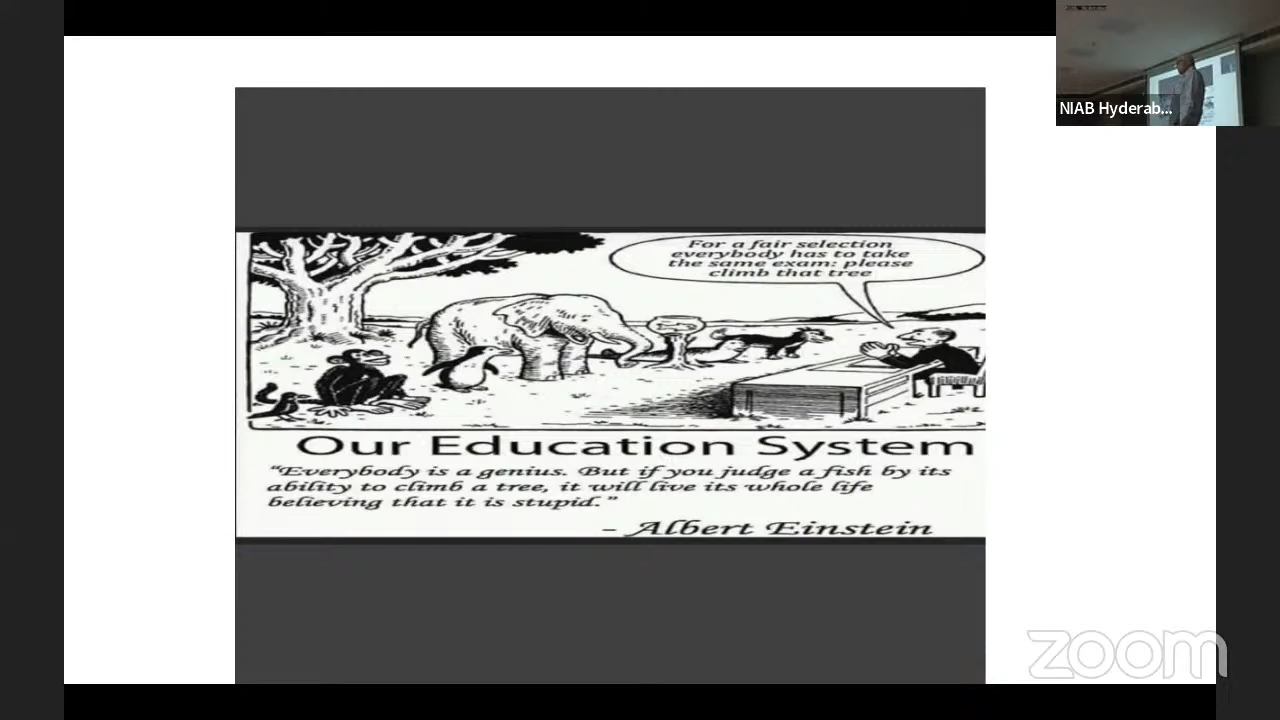 NIAB Hyderab...
For a fair selection
everybody has to take
the same exam: please
climb that tree
Our Education System
“Everybody is a genius. But if you judge a fish by its
ability to climb a tree, it will live its whole life
believing that it is stupid.”
- Albert Einstein
zoom